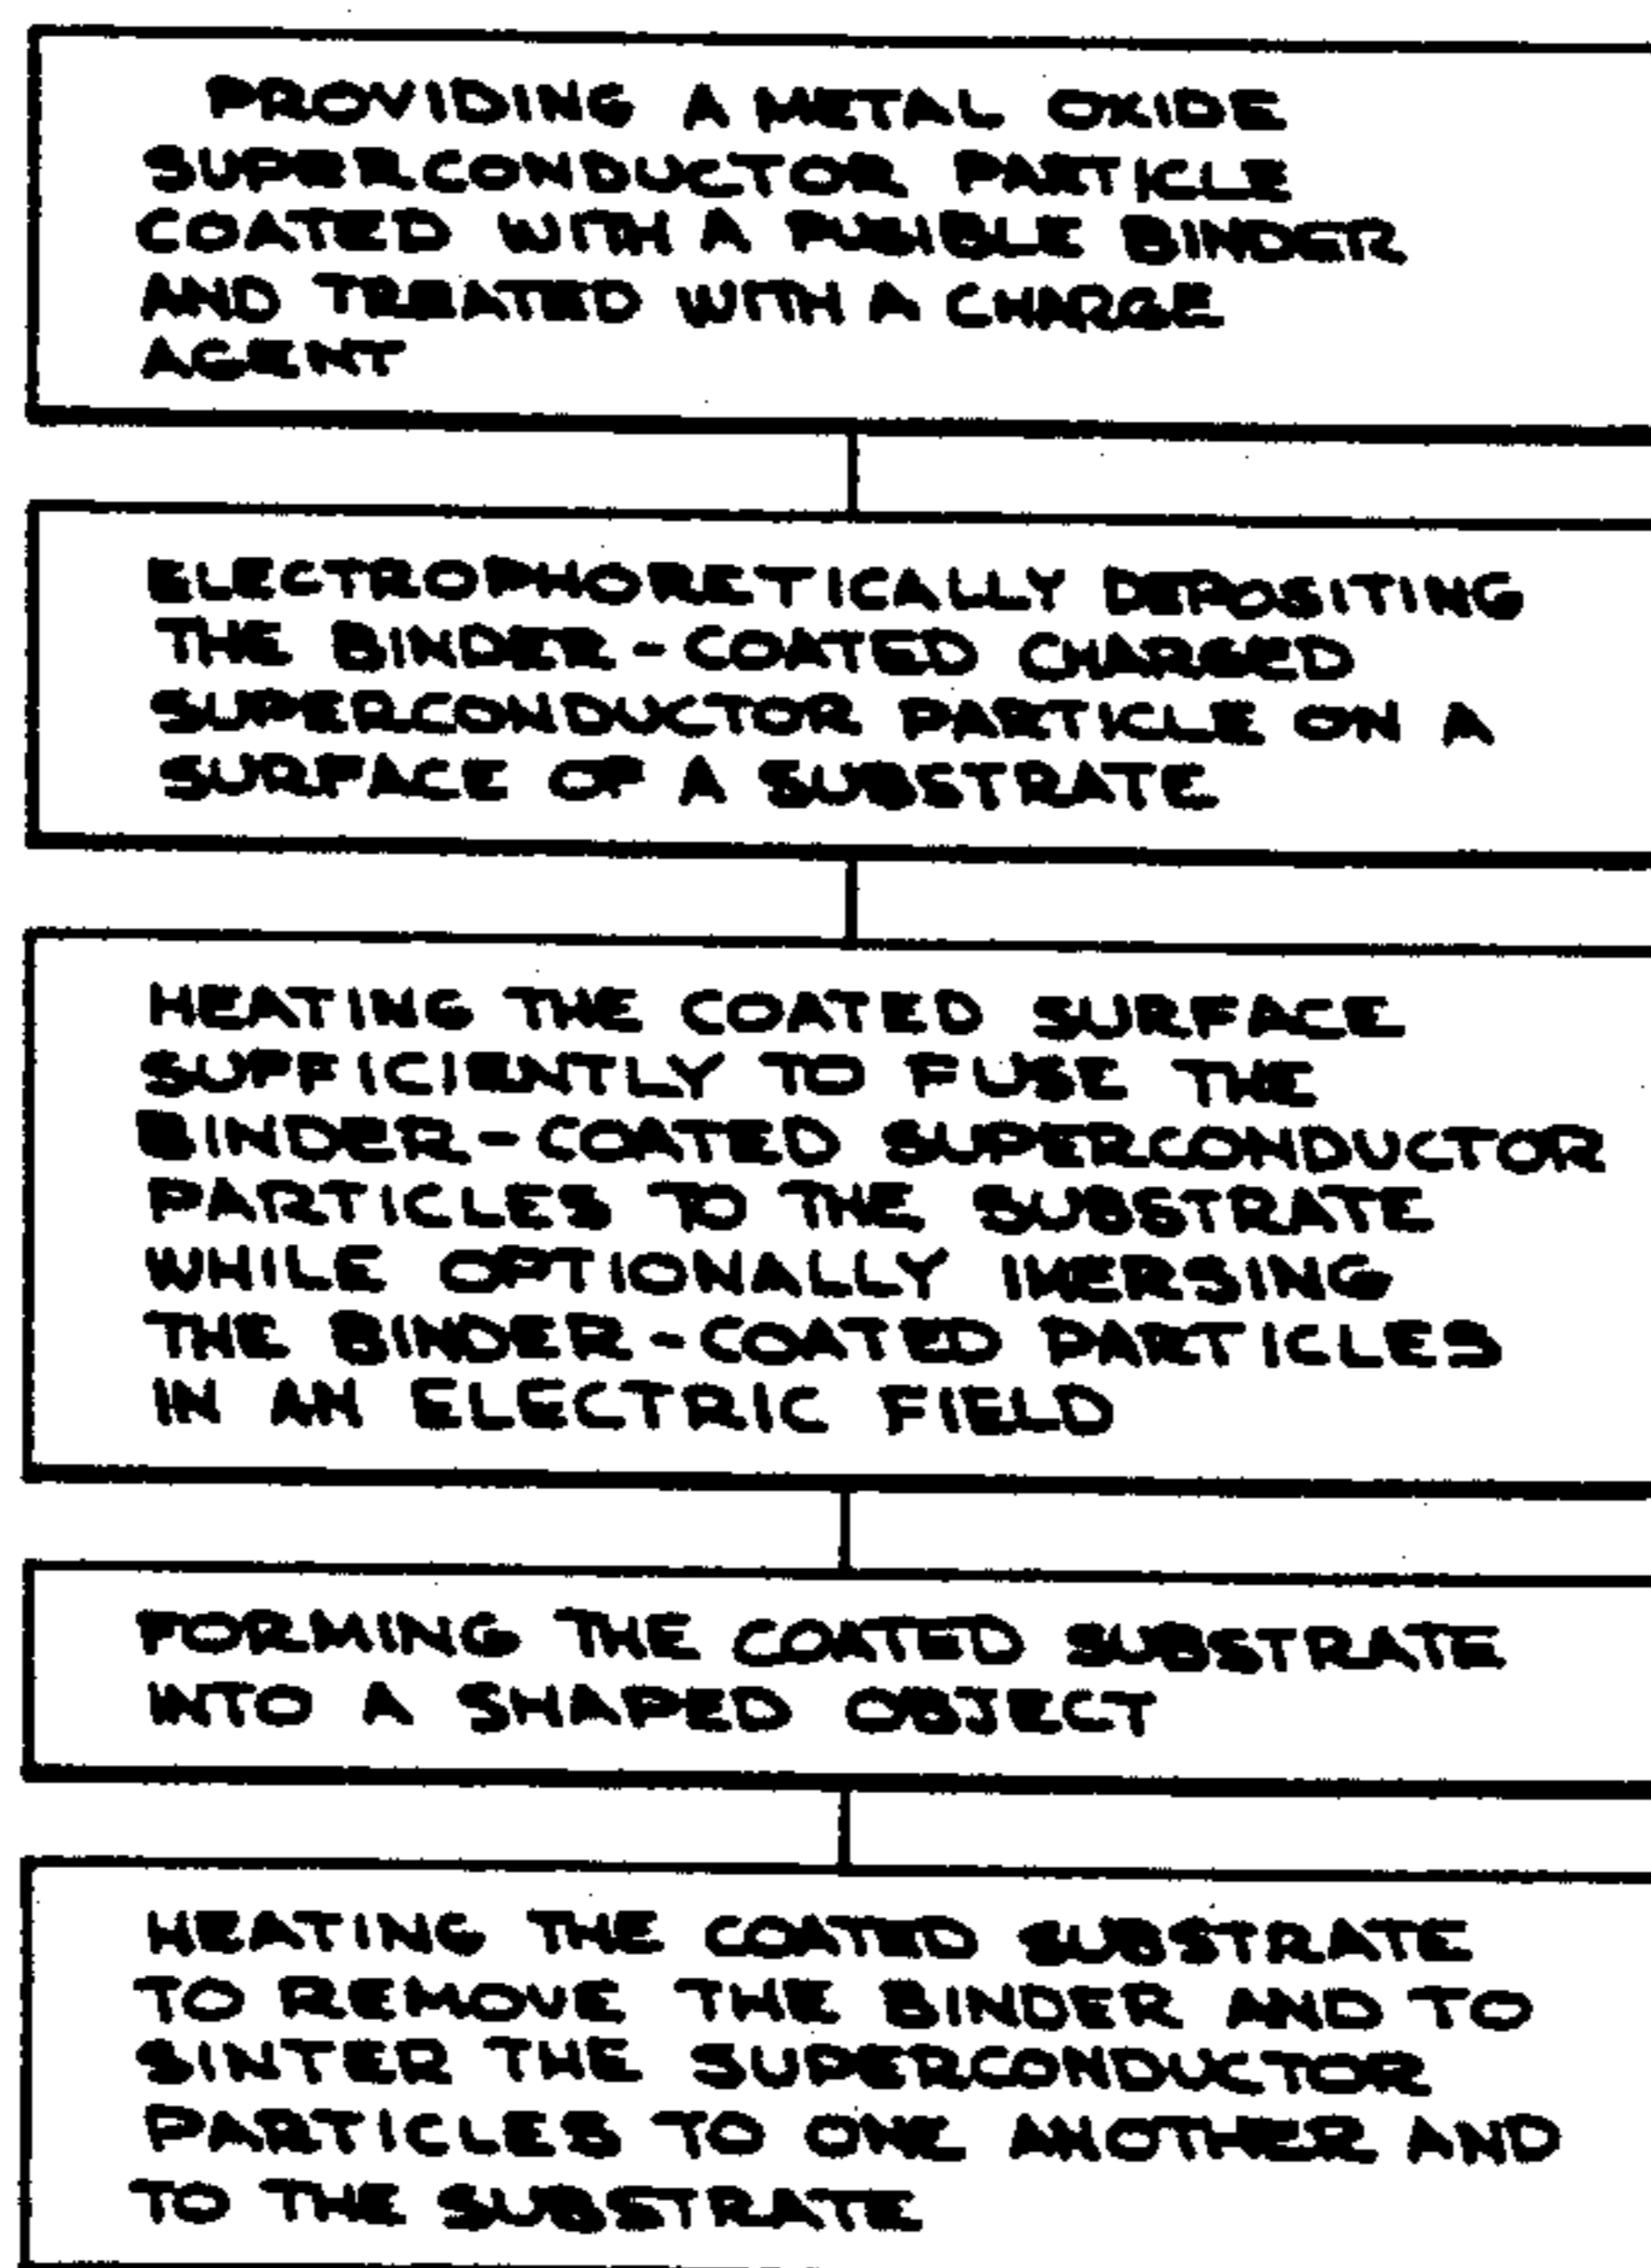 PROVIDING A METAL OXIDE
SUPERCONDUCTOR PARTICLE
COATED WITH A FUSIBLE BINDER
AND TREATED WITH A CHARGE
AGENT
ELECTROPHORETICALLY DEPOSITING
THE BINDER-COATED CHARGED
SUPERCONDUCTOR PARTICLE ON A
SURFACE OF A SUBSTRATE
HEATING THE COATED SURFACE
SUFFICIENTLY TO FUSE THE
BINDER-COATED SUPERCONDUCTOR
PARTICLES TO THE SUBSTRATE
WHILE OPTIONALLY IMERSING
THE BINDER-COATED PARTICLES
IN AN ELECTRIC FIELD
FORMING THE COATED SUBSTRATE
INTO A SHAPED OBJECT
HEATING THE COATED SUBSTRATE
TO REMOVE THE BINDER AND TO
SINTER THE SUPERCONDUCTOR
PARTICLES TO ONE ANOTHER AND
TO THE SUBSTRATE